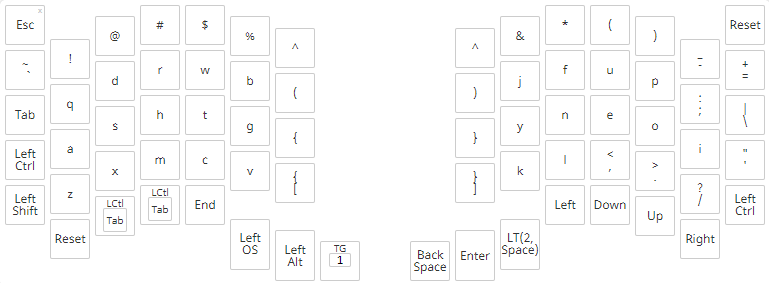 Esc x
! @ # $ % ^
^ & * ( ) _
-
Reset
~
`
q d r w b (
) j f u p :
;
+
=
Tab
a s h t g {
} y n e o i
|
\
Left
Ctrl
z x m c v {
[
}
]
k l <
,
>
.
?
/
"
'
Left
Shift
Reset
LCtl
Tab
LCtl
Tab
End
Left Down Up Right
Left
Ctrl
Left
OS
Left
Alt
TG
1
Back
Space
Enter
LT(2,
Space)